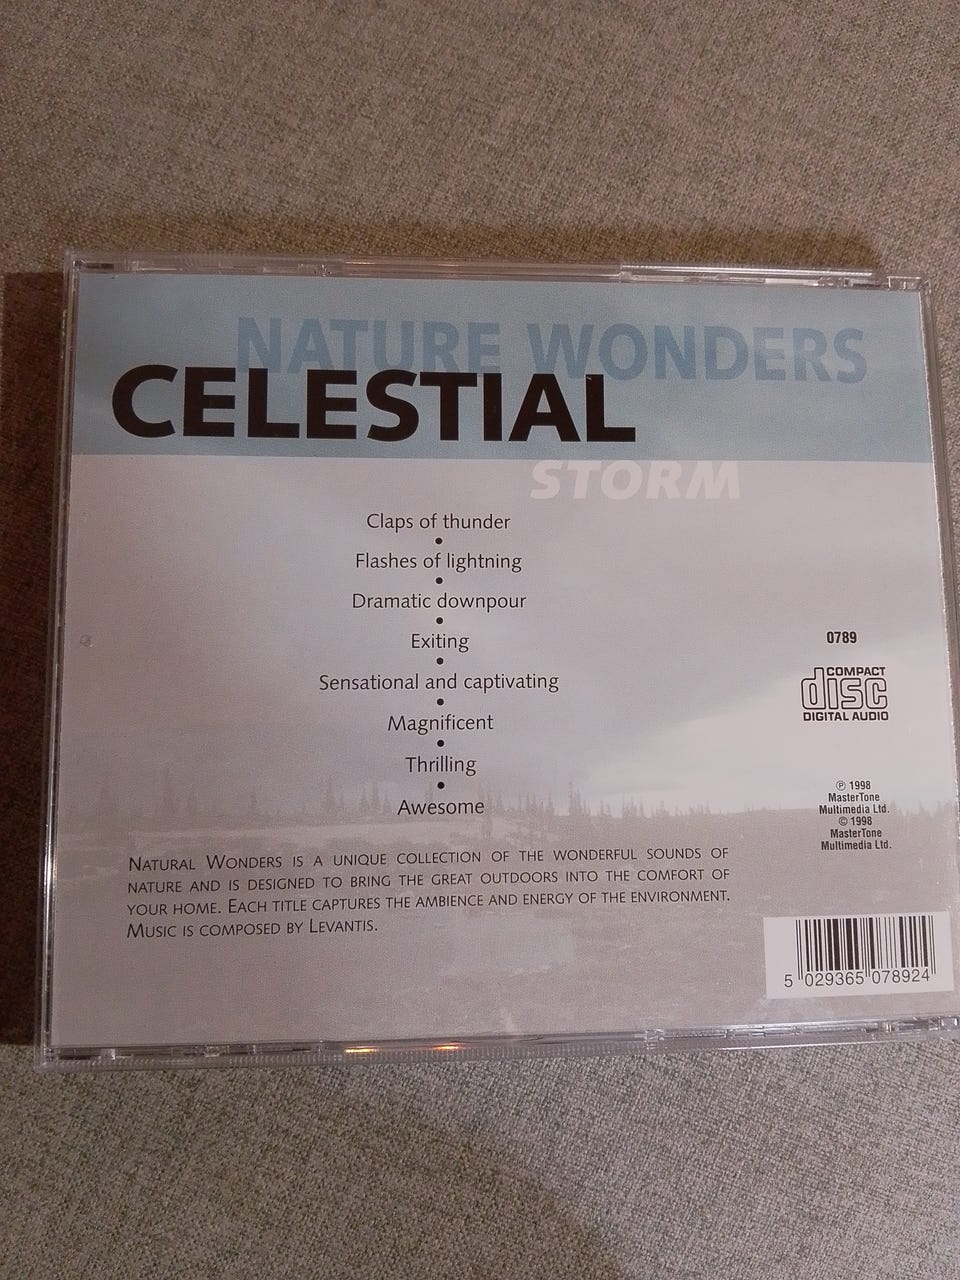 NATURE WONDERS
CELESTIAL
STORM
Claps of thunder
•
Flashes of lightning
•
Dramatic downpour
•
Exiting
•
Sensational and captivating
•
Magnificent
•
Thrilling
•
Awesome
0789
COMPACT
disc
DIGITAL AUDIO
℗ 1998
MasterTone
Multimedia Ltd.
© 1998
MasterTone
Multimedia Ltd.
NATURAL WONDERS IS A UNIQUE COLLECTION OF THE WONDERFUL SOUNDS OF
NATURE AND IS DESIGNED TO BRING THE GREAT OUTDOORS INTO THE COMFORT OF
YOUR HOME. EACH TITLE CAPTURES THE AMBIENCE AND ENERGY OF THE ENVIRONMENT.
MUSIC IS COMPOSED BY LEVANTIS.
5 029365 078924